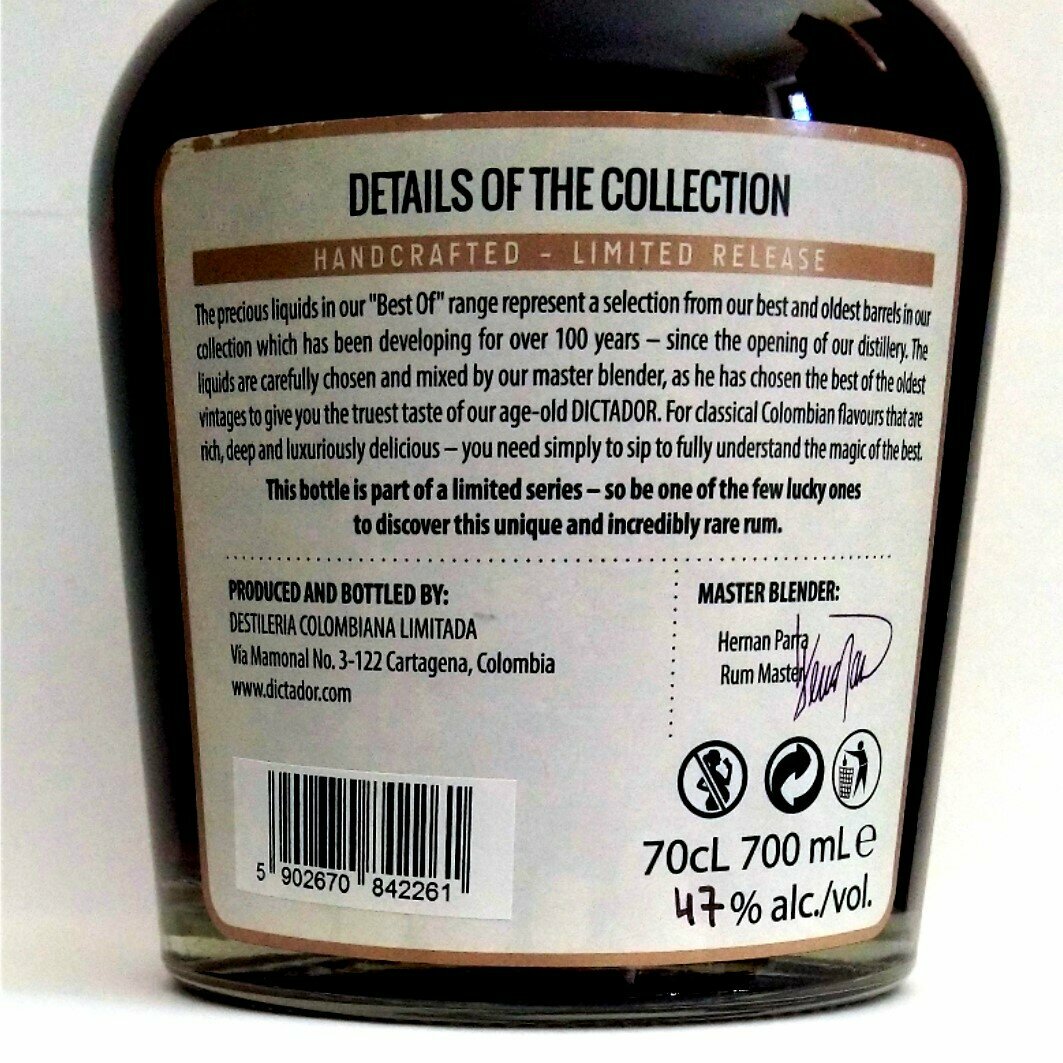 DETAILS OF THE COLLECTION
HANDCRAFTED - LIMITED RELEASE
The precious liquids in our "Best Of" range represent a selection from our best and oldest barrels in our
collection which has been developing for over 100 years – since the opening of our distillery. The
liquids are carefully chosen and mixed by our master blender, as he has chosen the best of the oldest
vintages to give you the truest taste of our age-old DICTADOR. For classical Colombian flavours that are
rich, deep and luxuriously delicious – you need simply to sip to fully understand the magic of the best.
This bottle is part of a limited series – so be one of the few lucky ones
to discover this unique and incredibly rare rum.
PRODUCED AND BOTTLED BY:
DESTILERIA COLOMBIANA LIMITADA
Vía Mamonal No. 3-122 Cartagena, Colombia
www.dictador.com
MASTER BLENDER:
Hernan Parra
Rum Master
5 902670 842261
70cL 700 mL e
47% alc./vol.